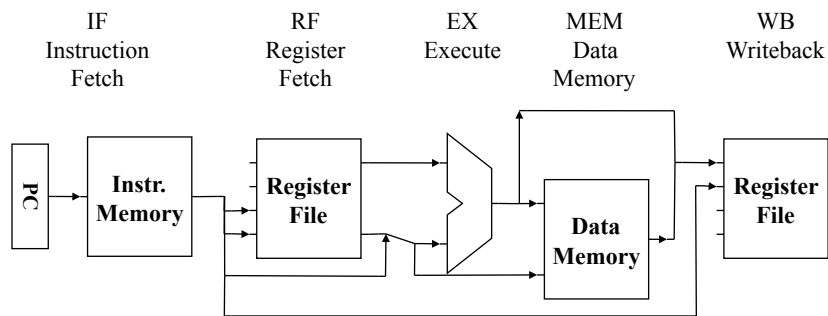 IF
Instruction
Fetch
RF
Register
Fetch
EX
Execute
MEM
Data
Memory
WB
Writeback
PC
Instr.
Memory
Register
File
Data
Memory
Register
File